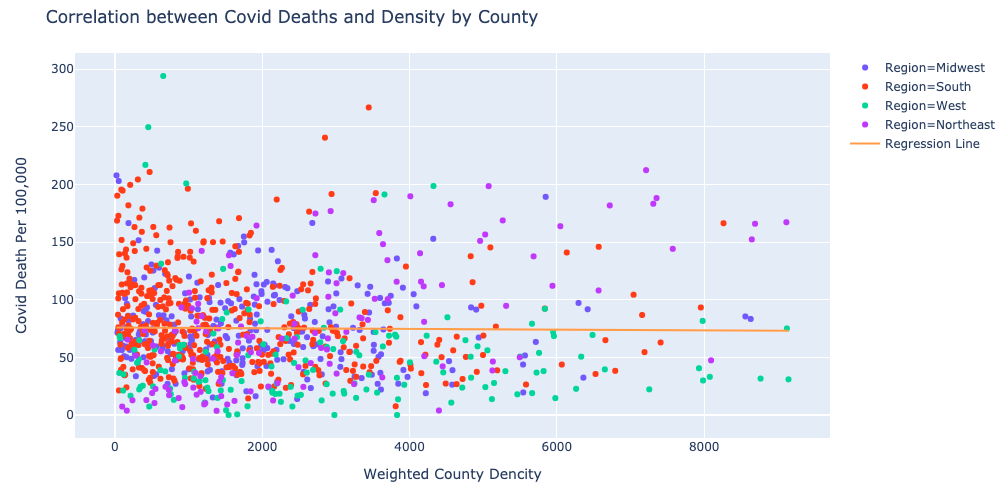 Correlation between Covid Deaths and Density by County
Covid Death Per 100,000
300
250
200
150
100
50
0
0 2000 4000 6000 8000
Weighted County Dencity
Region=Midwest
Region=South
Region=West
Region=Northeast
Regression Line